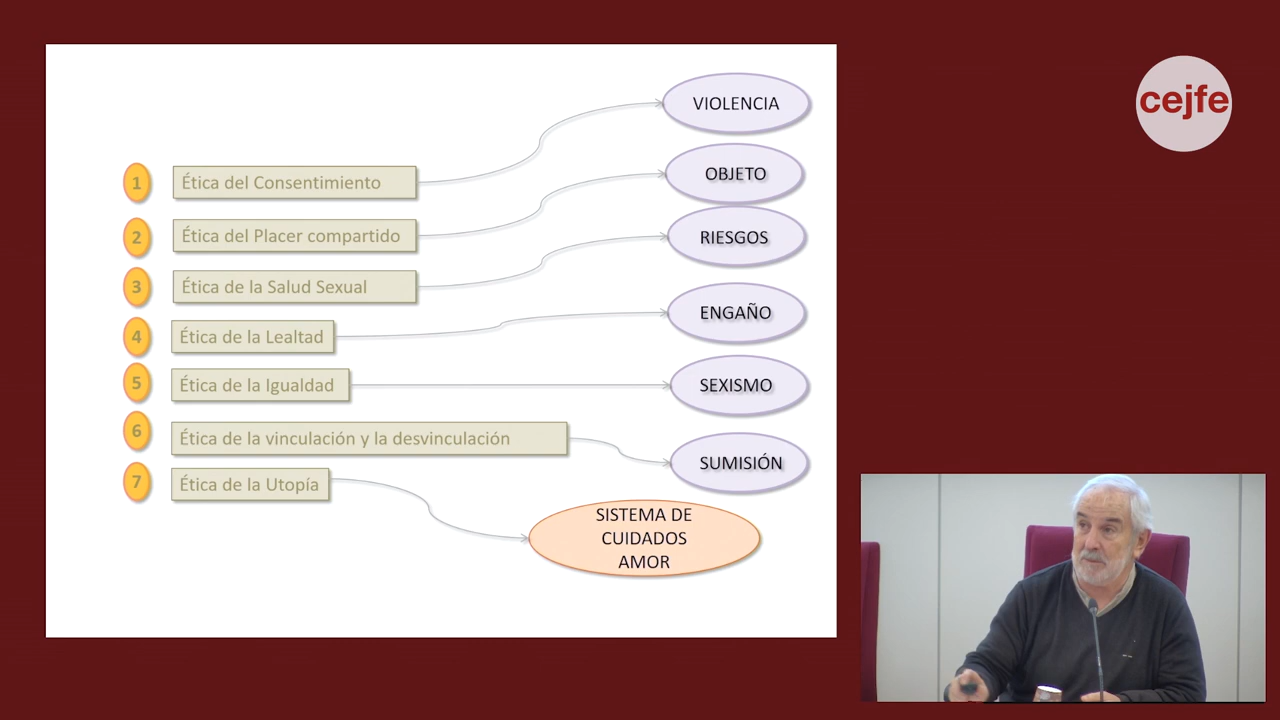 cejfe
VIOLENCIA
OBJETO
RIESGOS
ENGAÑO
SEXISMO
SUMISIÓN
SISTEMA DE
CUIDADOS
AMOR
1 Ética del Consentimiento
2 Ética del Placer compartido
3 Ética de la Salud Sexual
4 Ética de la Lealtad
5 Ética de la Igualdad
6 Ética de la vinculación y la desvinculación
7 Ética de la Utopía